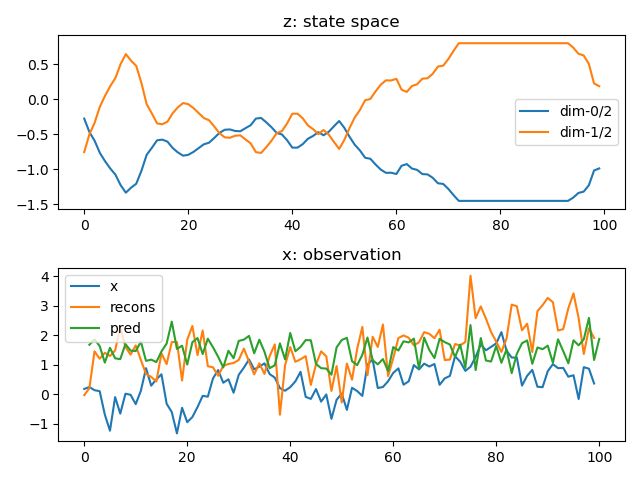 z: state space
0.5
0.0
−0.5
−1.0
−1.5
dim-0/2
dim-1/2
0 20 40 60 80 100
x: observation
4
3
2
1
0
−1
x
recons
pred
0 20 40 60 80 100